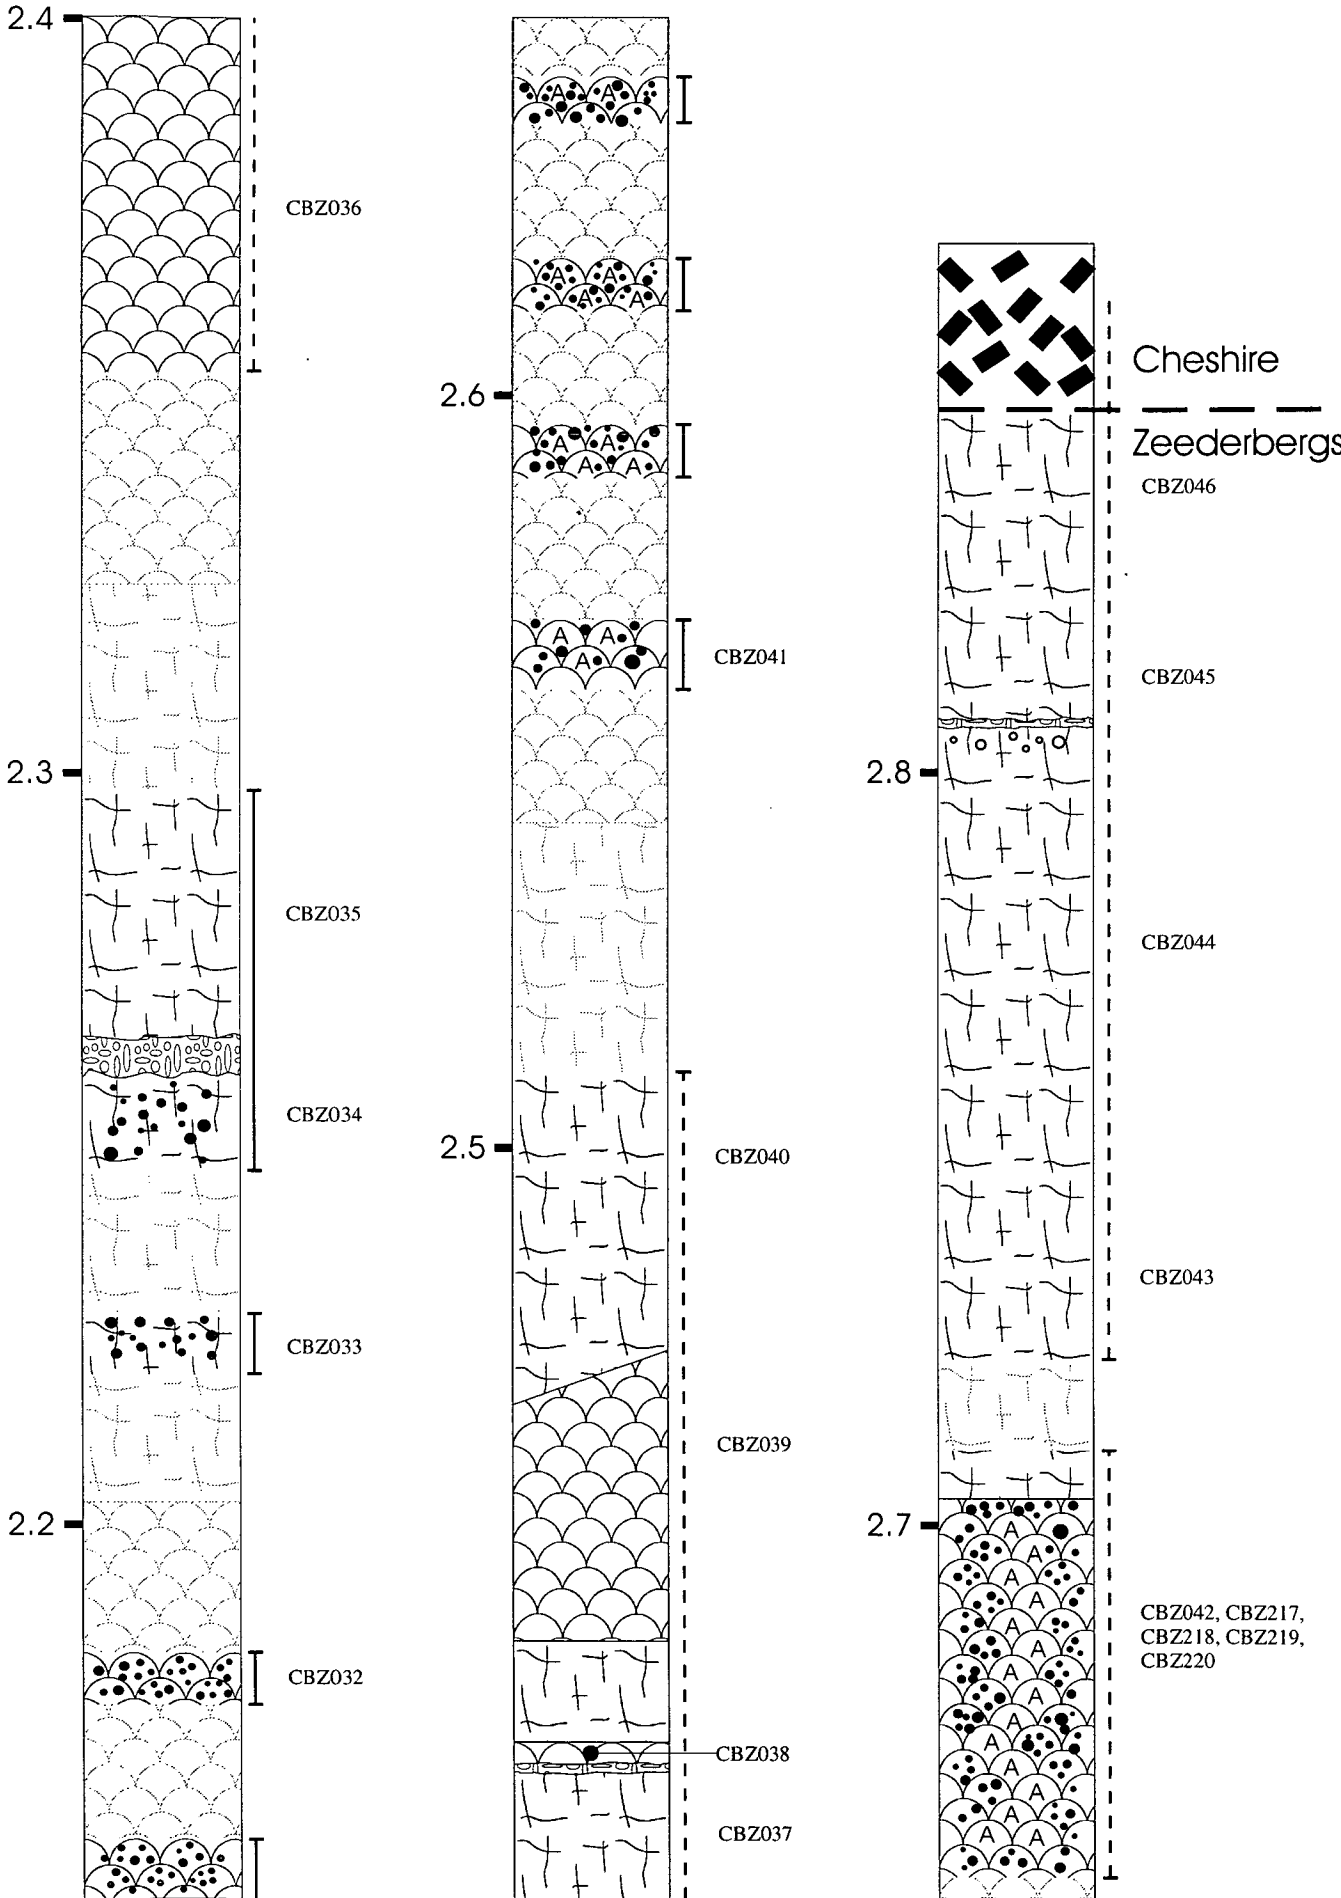 2.4
CBZ036
2.3
CBZ035
CBZ034
CBZ033
2.2
CBZ032
A A
A A
A A
2.6
A A
A A
A A
A
CBZ041
2.5
CBZ040
CBZ039
CBZ038
CBZ037
Cheshire
Zeederbergs
CBZ046
CBZ045
2.8
CBZ044
CBZ043
2.7
A
A
A
A
A
A
A
A
A
A
A
A
A A
CBZ042, CBZ217,
CBZ218, CBZ219,
CBZ220